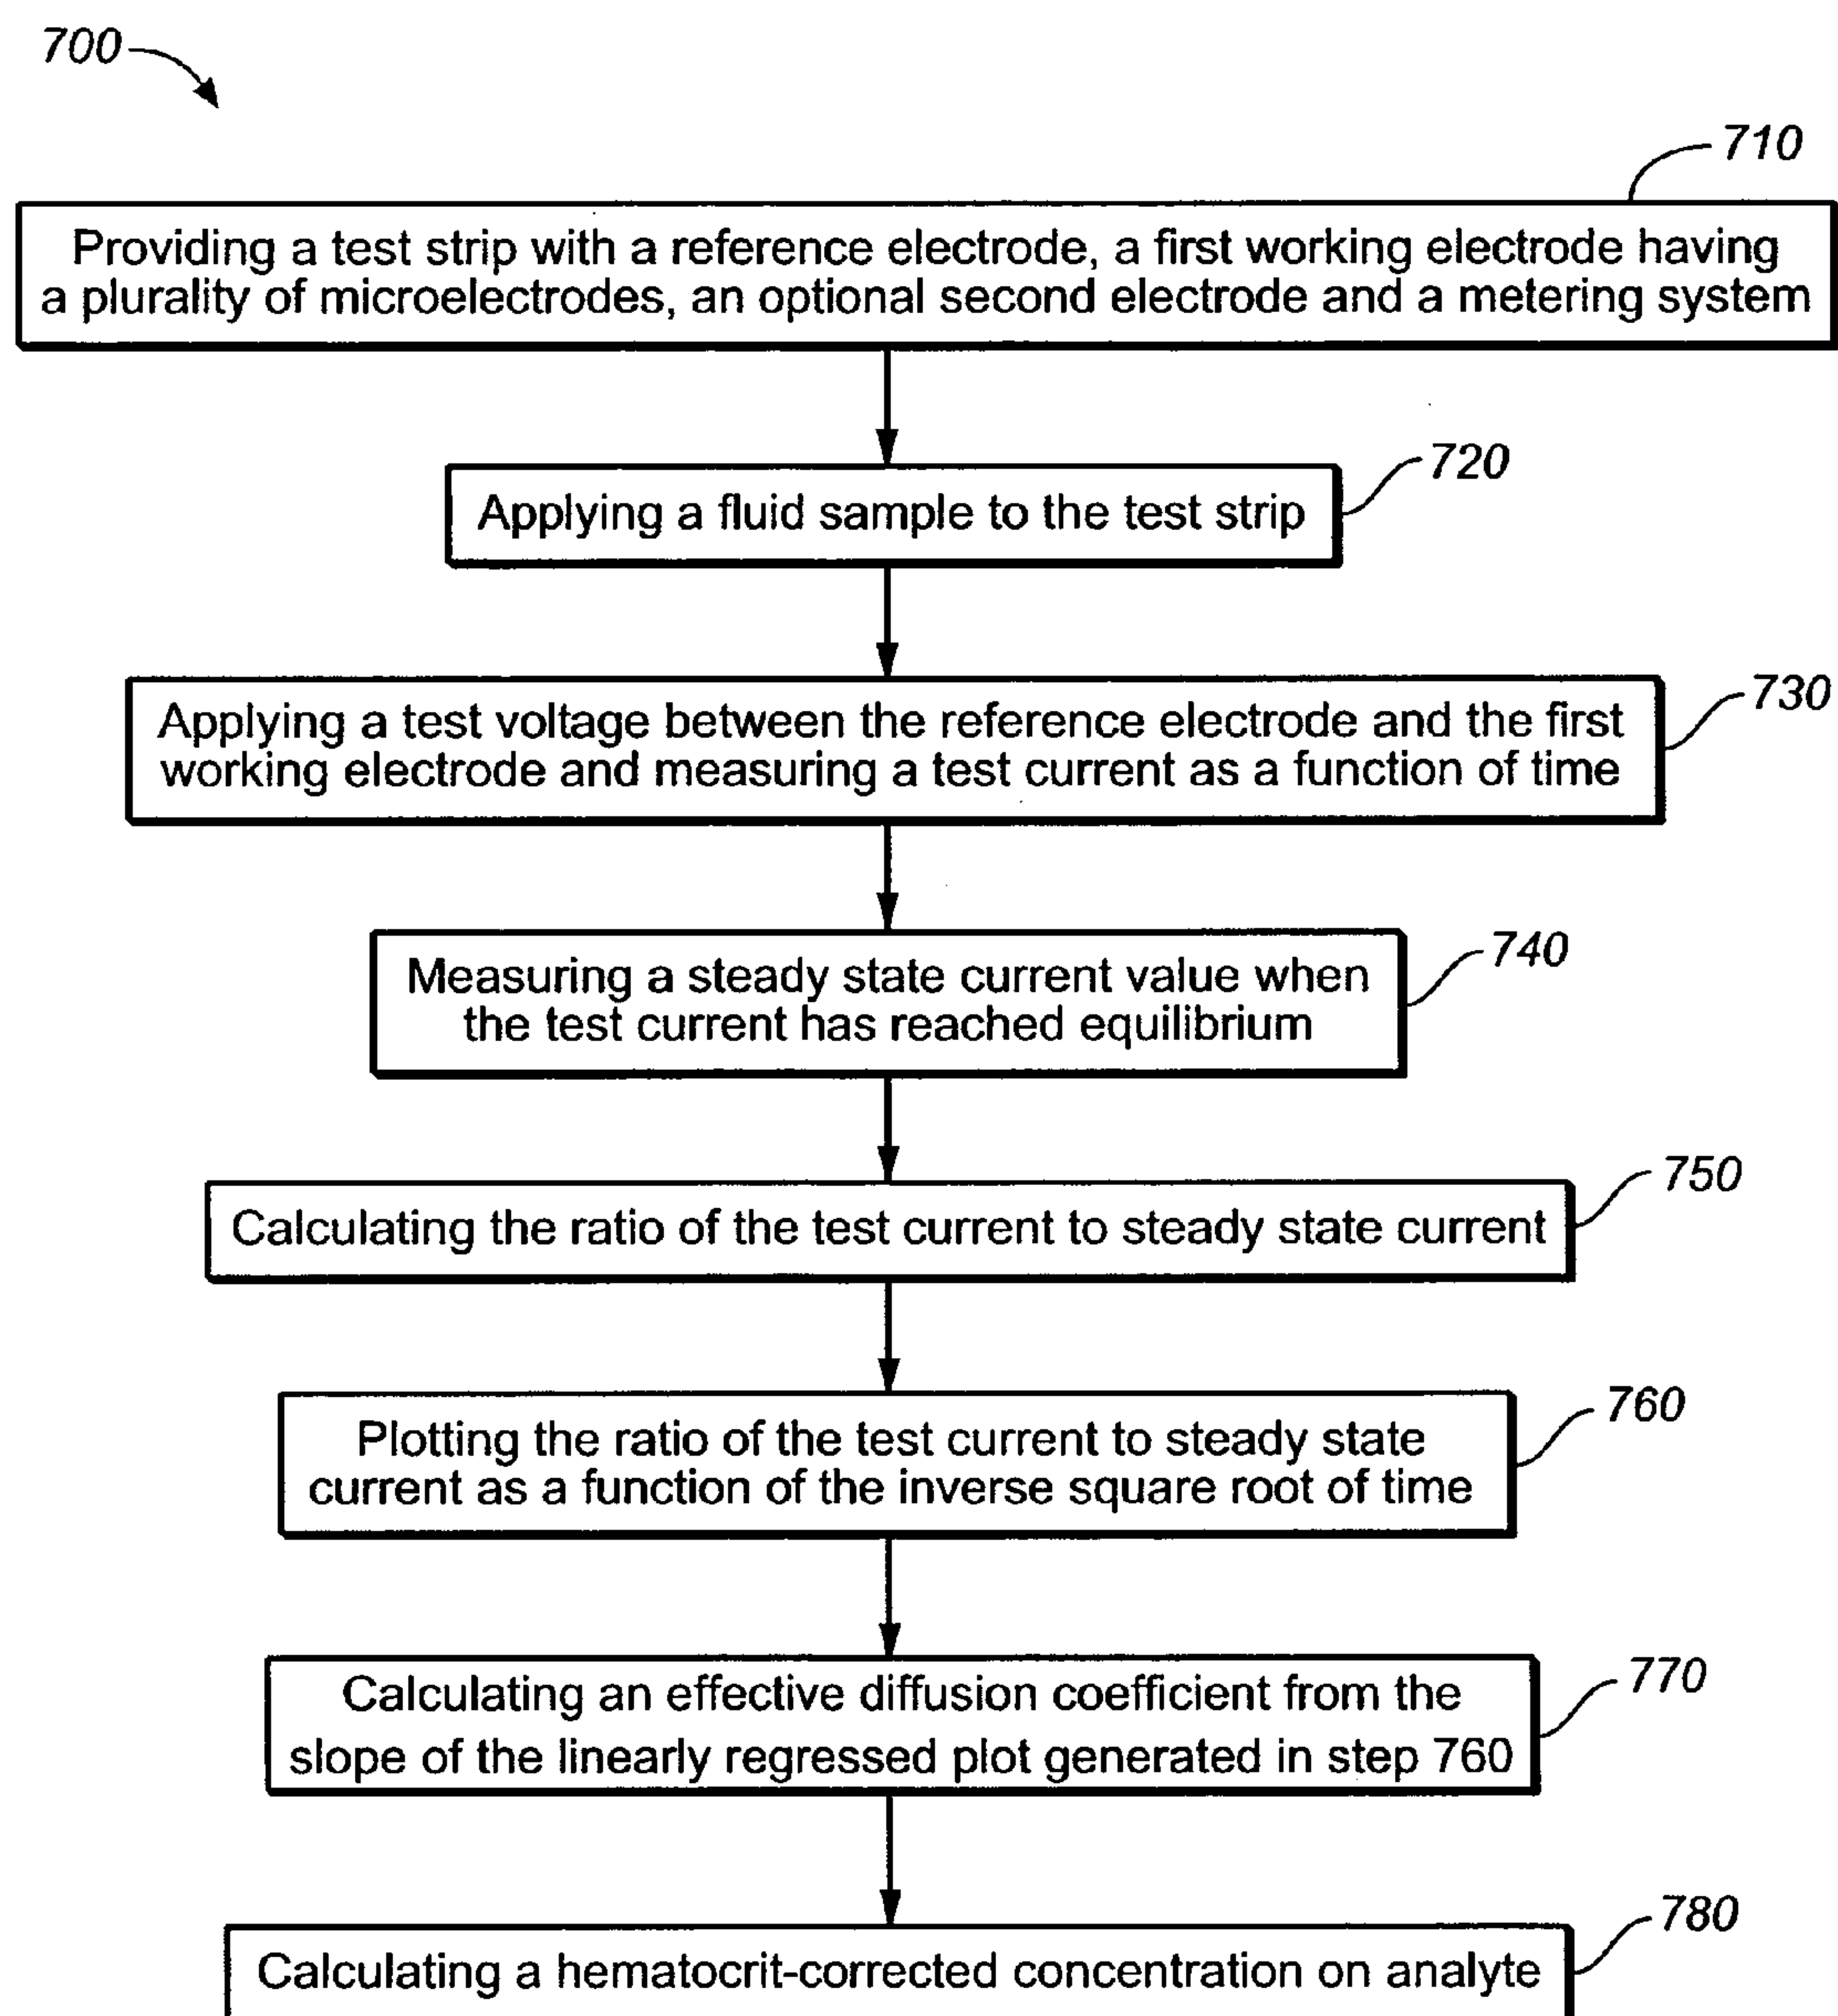 700
710
Providing a test strip with a reference electrode, a first working electrode having
a plurality of microelectrodes, an optional second electrode and a metering system
720
Applying a fluid sample to the test strip
730
Applying a test voltage between the reference electrode and the first
working electrode and measuring a test current as a function of time
740
Measuring a steady state current value when
the test current has reached equilibrium
750
Calculating the ratio of the test current to steady state current
760
Plotting the ratio of the test current to steady state
current as a function of the inverse square root of time
770
Calculating an effective diffusion coefficient from the
slope of the linearly regressed plot generated in step 760
780
Calculating a hematocrit-corrected concentration on analyte